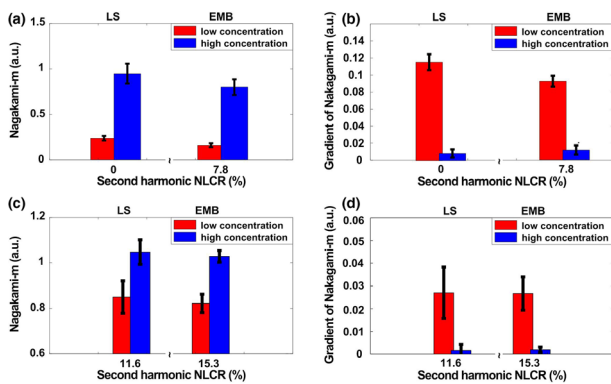 (a)
LS EMB
low concentration
high concentration
Nagakami-m (a.u.)
1.5
1
0.5
0
0 ~ 7.8
Second harmonic NLCR (%)
(b)
LS EMB
low concentration
high concentration
Gradient of Nakagami-m (a.u.)
0.14
0.12
0.1
0.08
0.06
0.04
0.02
0
0 ~ 7.8
Second harmonic NLCR (%)
(c)
LS EMB
low concentration
high concentration
Nagakami-m (a.u.)
1.2
1
0.8
0.6
11.6 ~ 15.3
Second harmonic NLCR (%)
(d)
LS EMB
low concentration
high concentration
Gradient of Nakagami-m (a.u.)
0.06
0.05
0.04
0.03
0.02
0.01
0
11.6 ~ 15.3
Second harmonic NLCR (%)